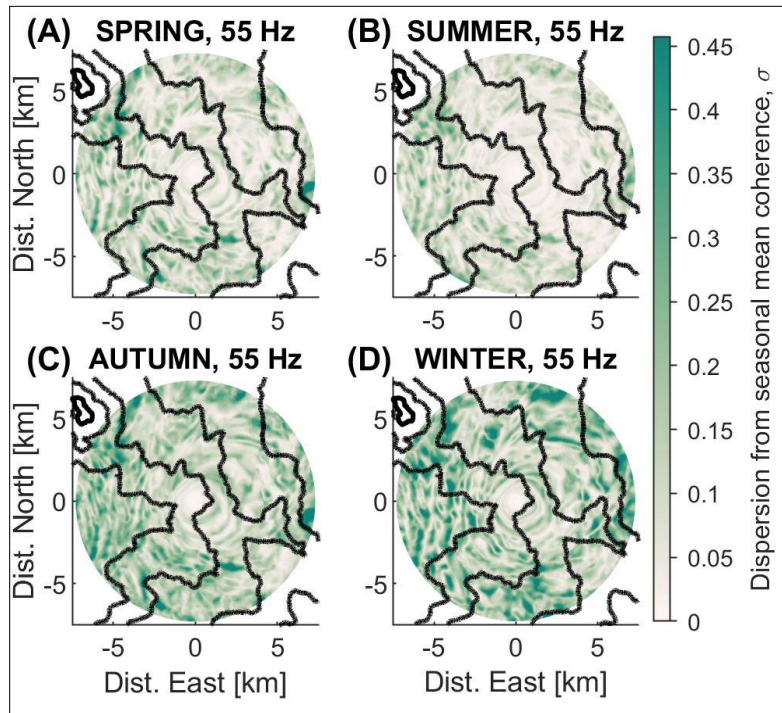 (A) SPRING, 55 Hz
(B) SUMMER, 55 Hz
Dist. North [km]
5
0
-5
-5 0 5
-5 0 5
(C) AUTUMN, 55 Hz
(D) WINTER, 55 Hz
Dist. North [km]
5
0
-5
-5 0 5
-5 0 5
Dist. East [km]
Dist. East [km]
0.45
0.4
0.35
0.3
0.25
0.2
0.15
0.1
0.05
0
Dispersion from seasonal mean coherence, σ